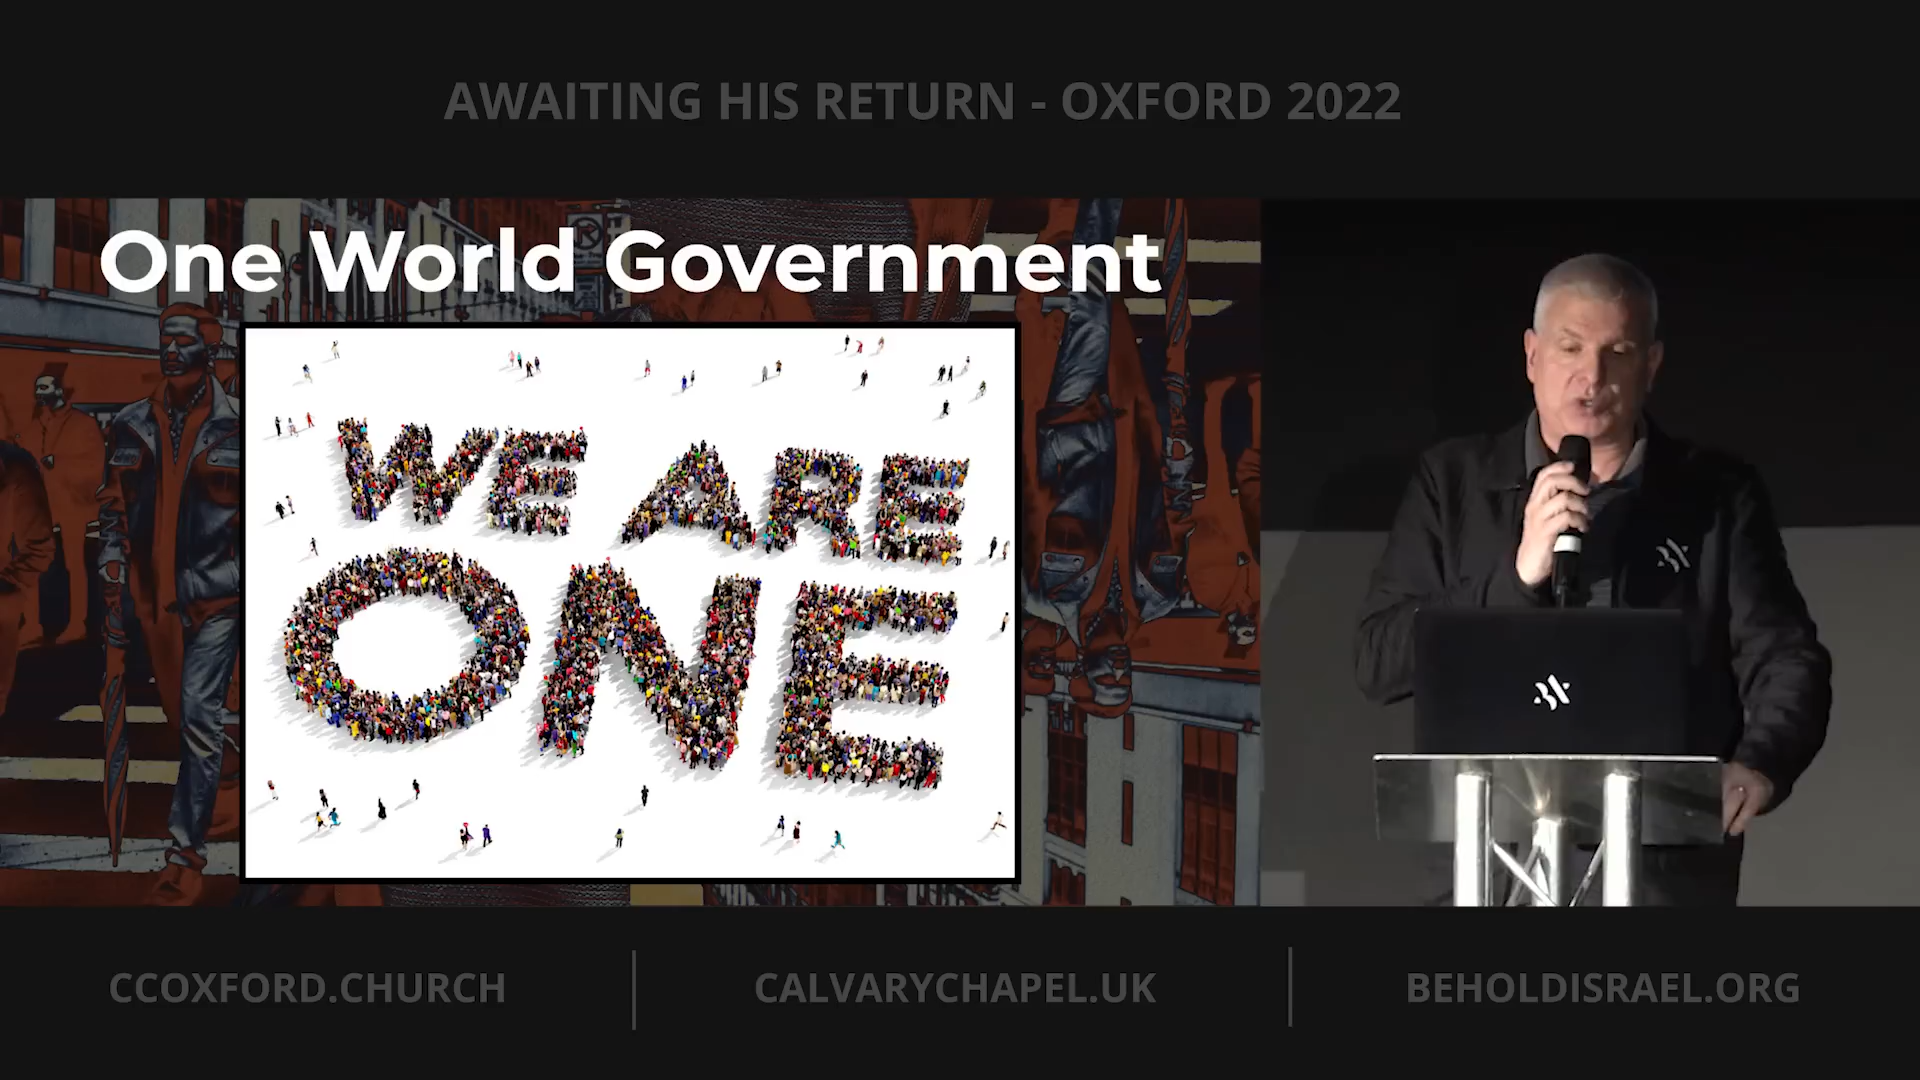 AWAITING HIS RETURN - OXFORD 2022
One World Government
WE ARE
ONE
CCOXFORD.CHURCH
CALVARYCHAPEL.UK
BEHOLDISRAEL.ORG